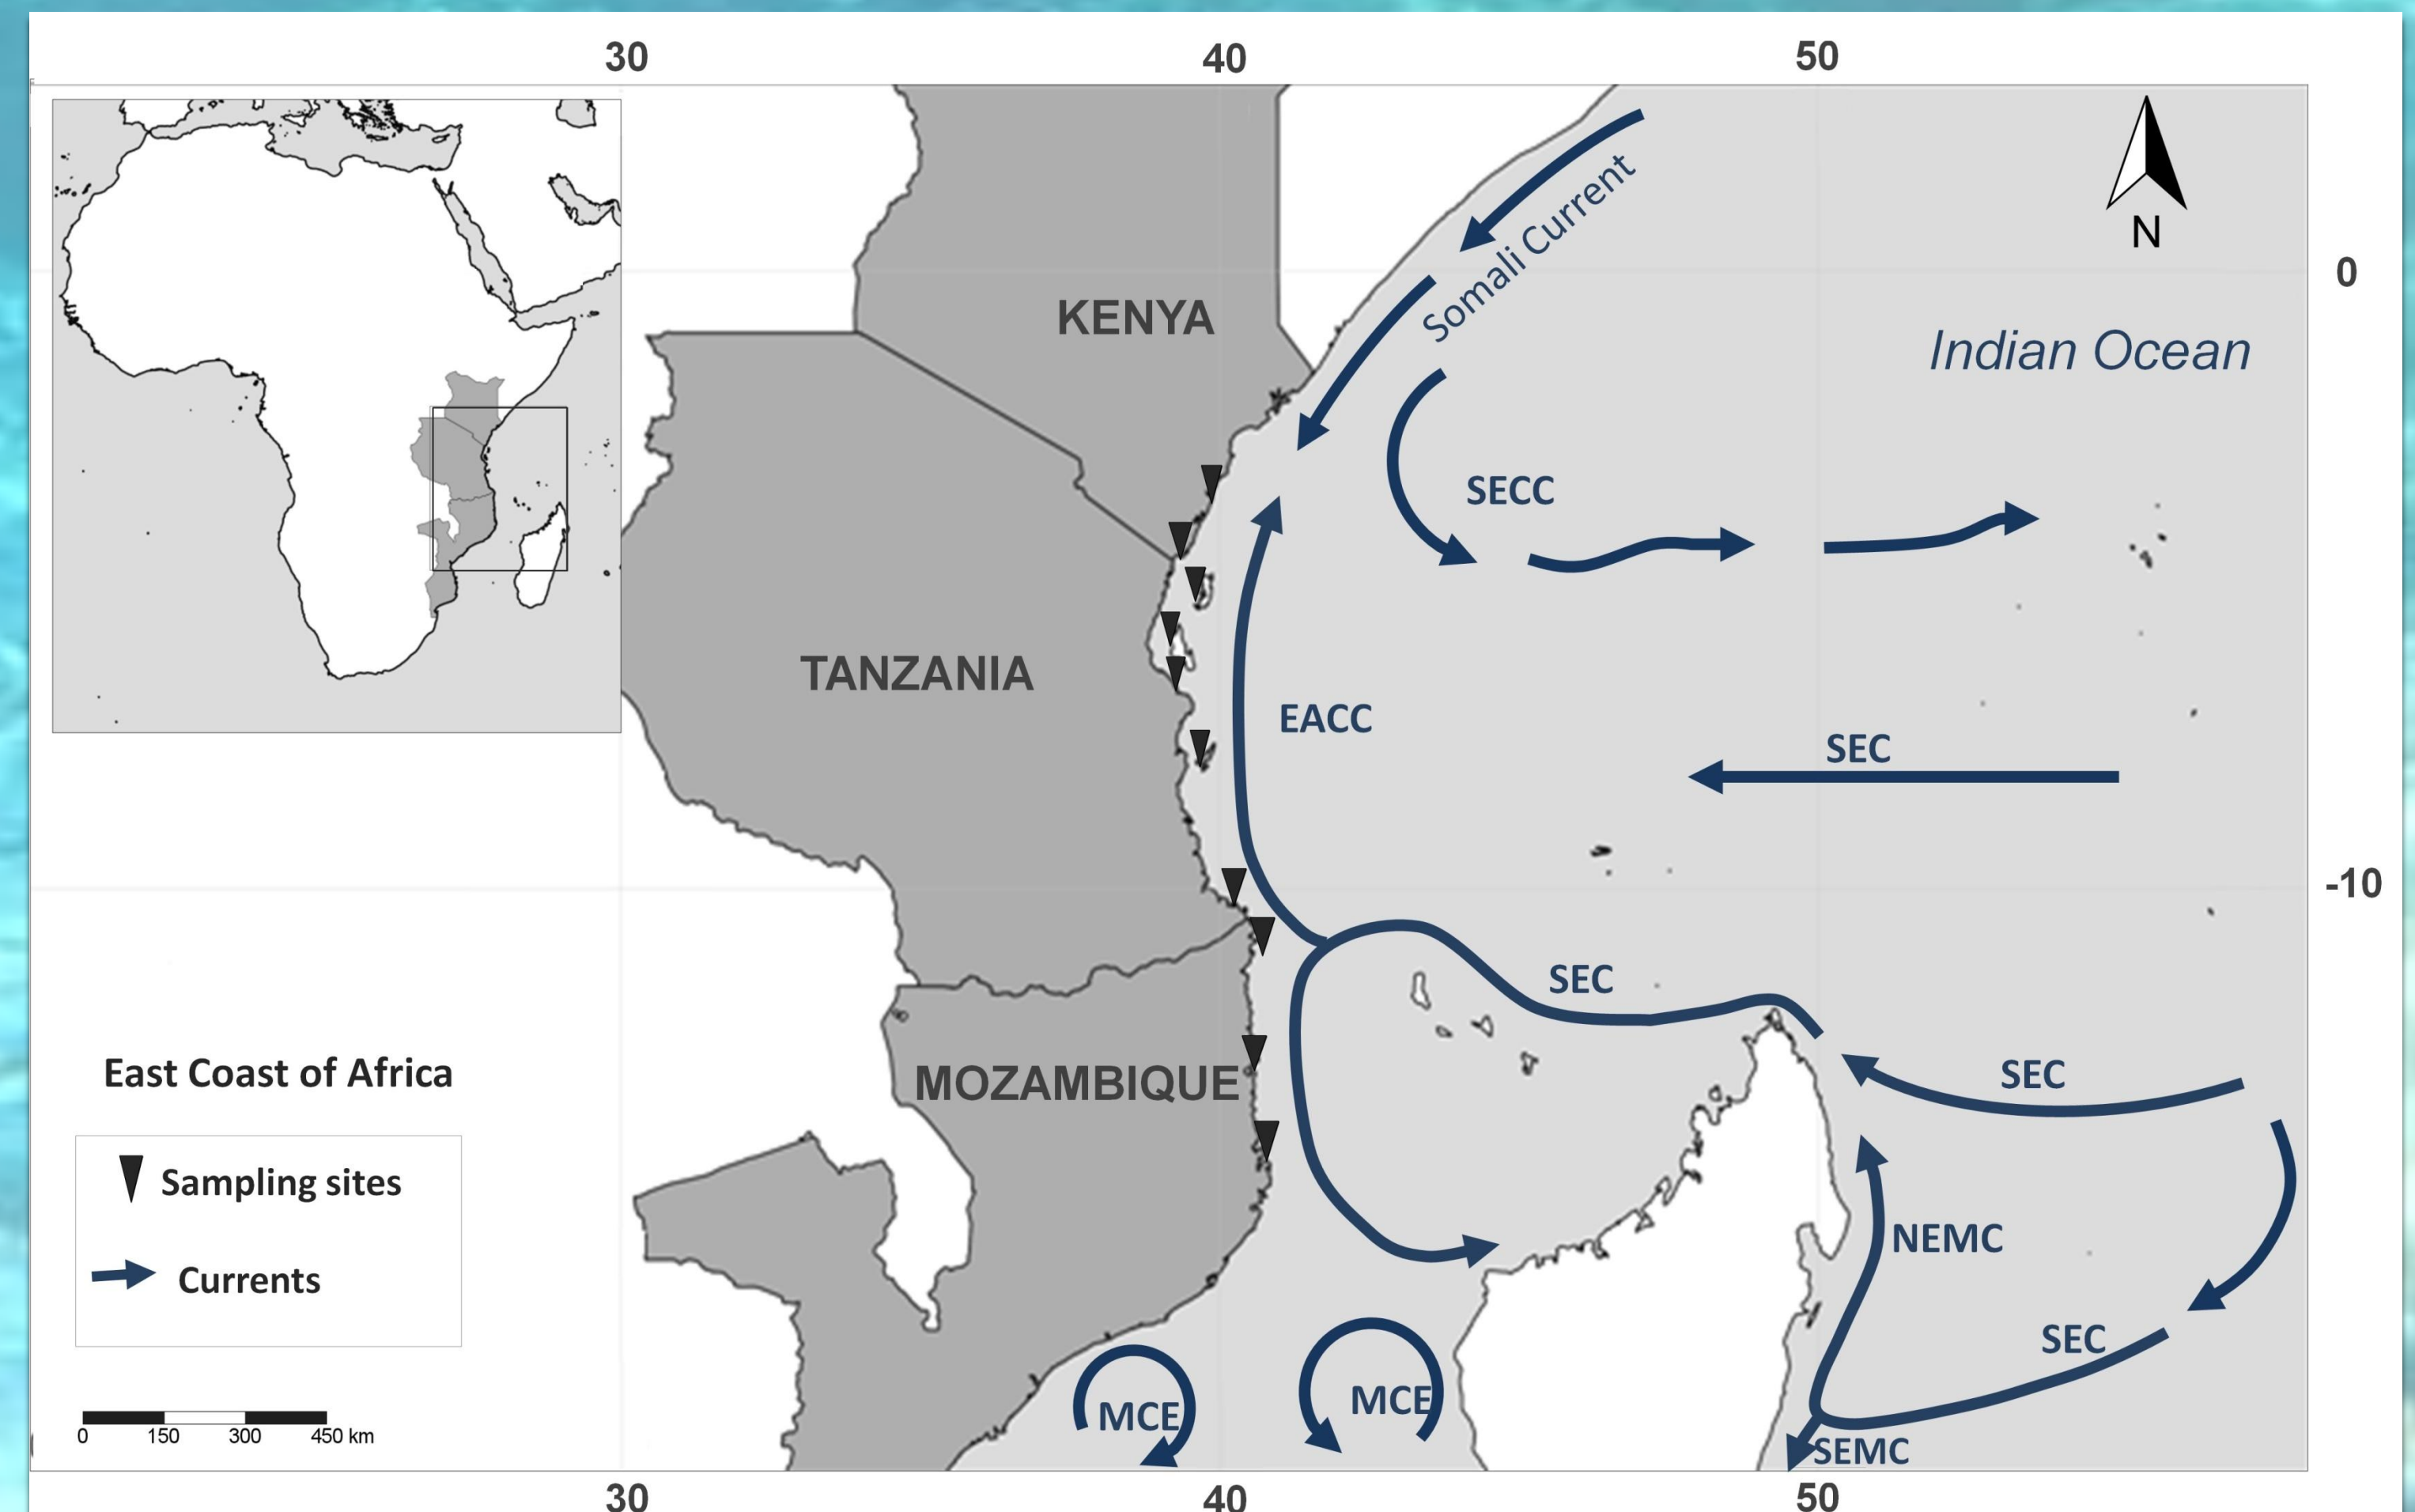 30
40
50
N
0
Somali Current
KENYA
Indian Ocean
SECC
TANZANIA
EACC
SEC
-10
SEC
East Coast of Africa
MOZAMBIQUE
SEC
Sampling sites
NEMC
Currents
SEC
MCE
MCE
0 150 300 450 km
SEMC
30
40
50